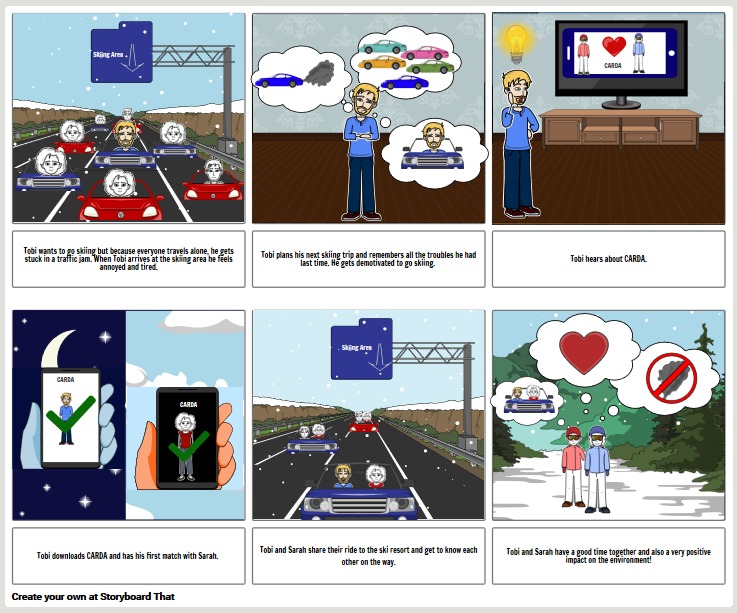 Skiing Area
CARDA
Tobi wants to go skiing but because everyone travels alone, he gets
stuck in a traffic jam. When Tobi arrives at the skiing area he feels
annoyed and tired.
Tobi plans his next skiing trip and remembers all the troubles he had
last time. He gets demotivated to go skiing.
Tobi hears about CARDA.
CARDA
CARDA
Skiing Area
Tobi downloads CARDA and has his first match with Sarah.
Tobi and Sarah share their ride to the ski resort and get to know each
other on the way.
Tobi and Sarah have a good time together and also a very positive
impact on the environment!
Create your own at Storyboard That